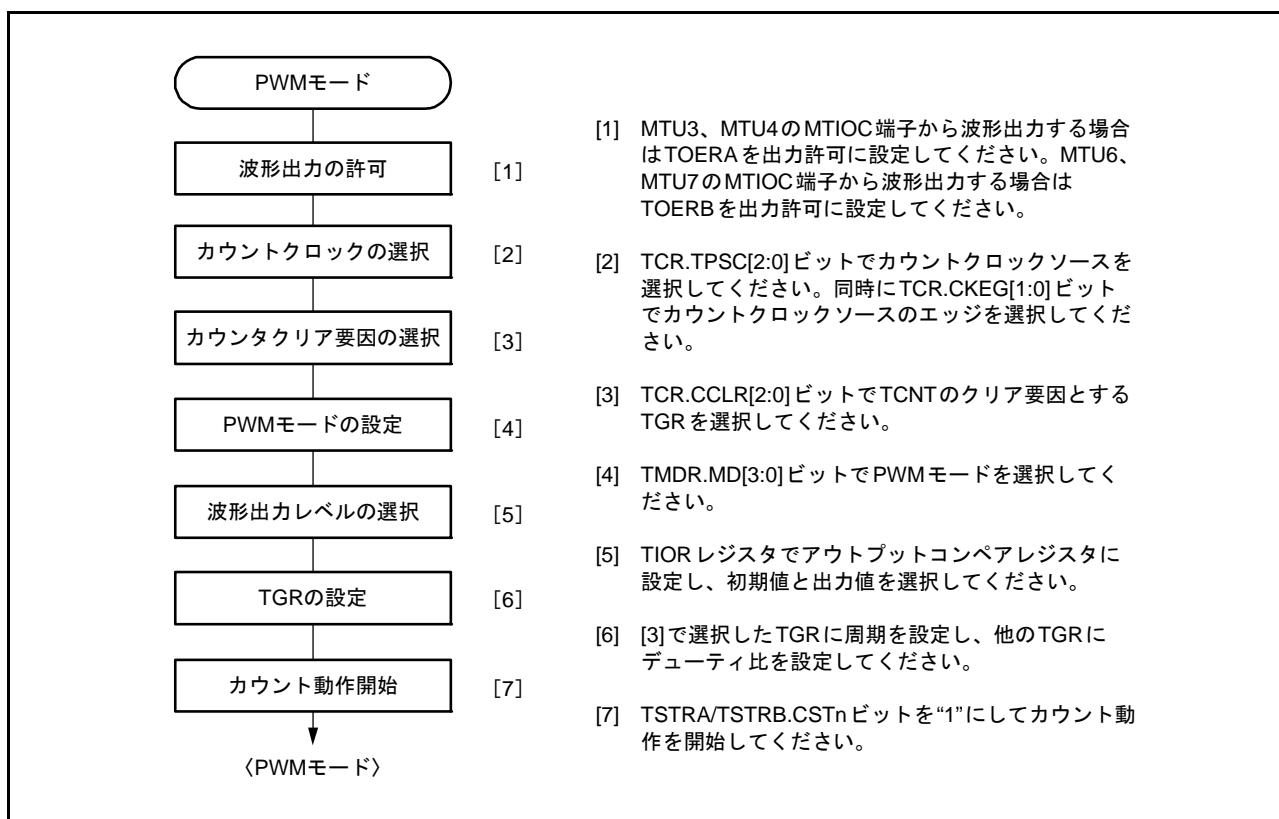 PWMモード
波形出力の許可 [1]
カウントクロックの選択 [2]
カウンタクリア要因の選択 [3]
PWMモードの設定 [4]
波形出力レベルの選択 [5]
TGRの設定 [6]
カウント動作開始 [7]
〈PWMモード〉
[1] MTU3、MTU4のMTIOC端子から波形出力する場合
はTOERAを出力許可に設定してください。MTU6、
MTU7のMTIOC端子から波形出力する場合は
TOERBを出力許可に設定してください。
[2] TCR.TPSC[2:0]ビットでカウントクロックソースを
選択してください。同時にTCR.CKEG[1:0]ビット
でカウントクロックソースのエッジを選択してくだ
さい。
[3] TCR.CCLR[2:0]ビットでTCNTのクリア要因とする
TGRを選択してください。
[4] TMDR.MD[3:0]ビットでPWMモードを選択してく
ださい。
[5] TIORレジスタでアウトプットコンペアレジスタに
設定し、初期値と出力値を選択してください。
[6] [3]で選択したTGRに周期を設定し、他のTGRに
デューティ比を設定してください。
[7] TSTRA/TSTRB.CSTnビットを“1”にしてカウント動
作を開始してください。